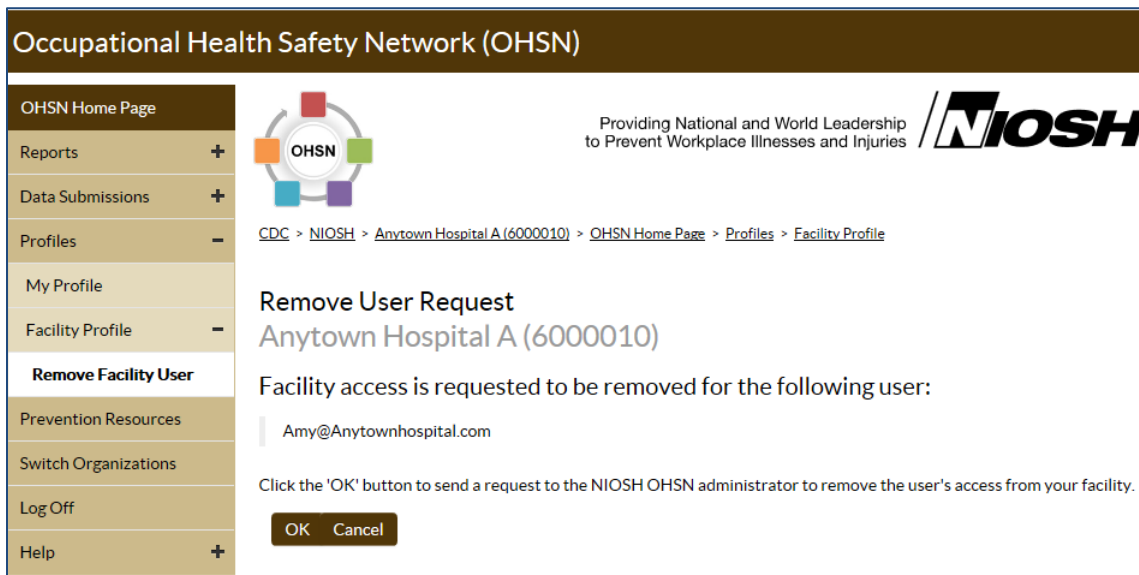 Occupational Health Safety Network (OHSN)
OHSN Home Page
Reports +
Data Submissions +
Profiles -
My Profile
Facility Profile -
Remove Facility User
Prevention Resources
Switch Organizations
Log Off
Help +
OHSN
Providing National and World Leadership
to Prevent Workplace Illnesses and Injuries
NIOSH
CDC > NIOSH > Anytown Hospital A (6000010) > OHSN Home Page > Profiles > Facility Profile
Remove User Request
Anytown Hospital A (6000010)
Facility access is requested to be removed for the following user:
Amy@Anytownhospital.com
Click the 'OK' button to send a request to the NIOSH OHSN administrator to remove the user's access from your facility.
OK Cancel